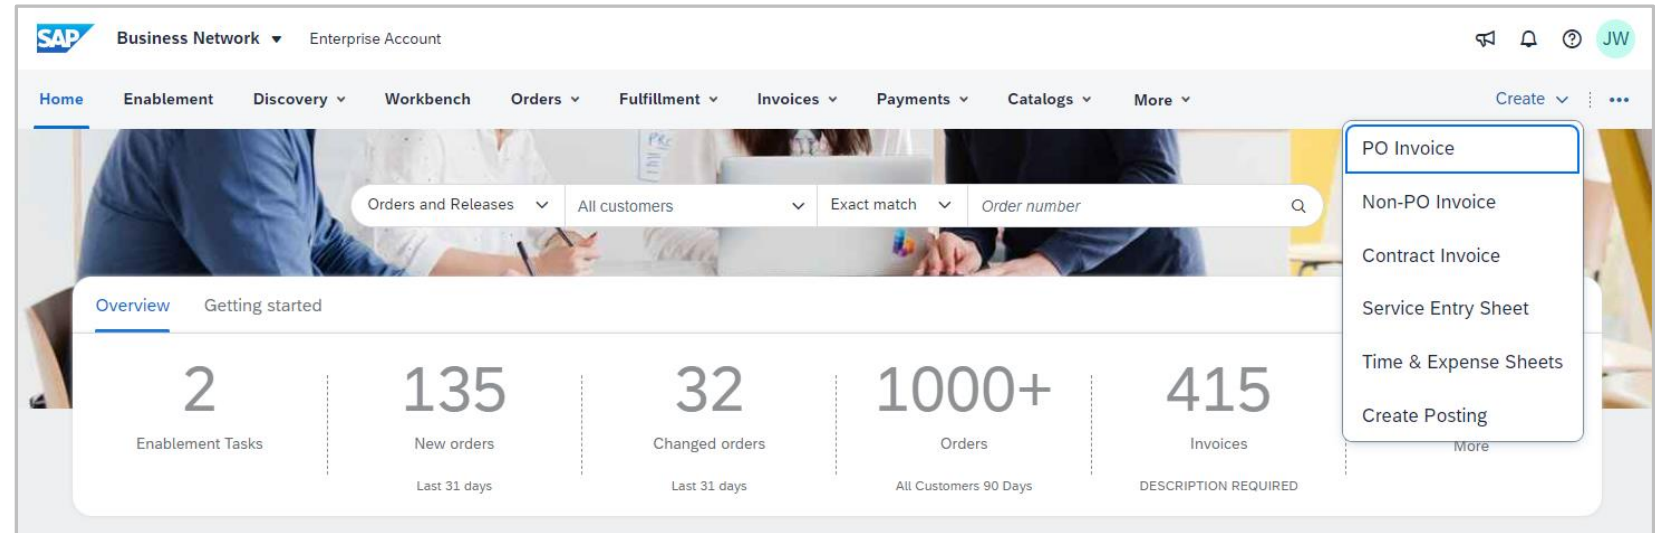 SAP Business Network Enterprise Account JW
Home Enablement Discovery Workbench Orders Fulfillment Invoices Payments Catalogs More Create
PO Invoice
Non-PO Invoice
Contract Invoice
Service Entry Sheet
Time & Expense Sheets
Create Posting
Orders and Releases All customers Exact match Order number
Overview Getting started
2 135 32 1000+ 415
Enablement Tasks New orders Changed orders Orders Invoices More
Last 31 days Last 31 days All Customers 90 Days DESCRIPTION REQUIRED